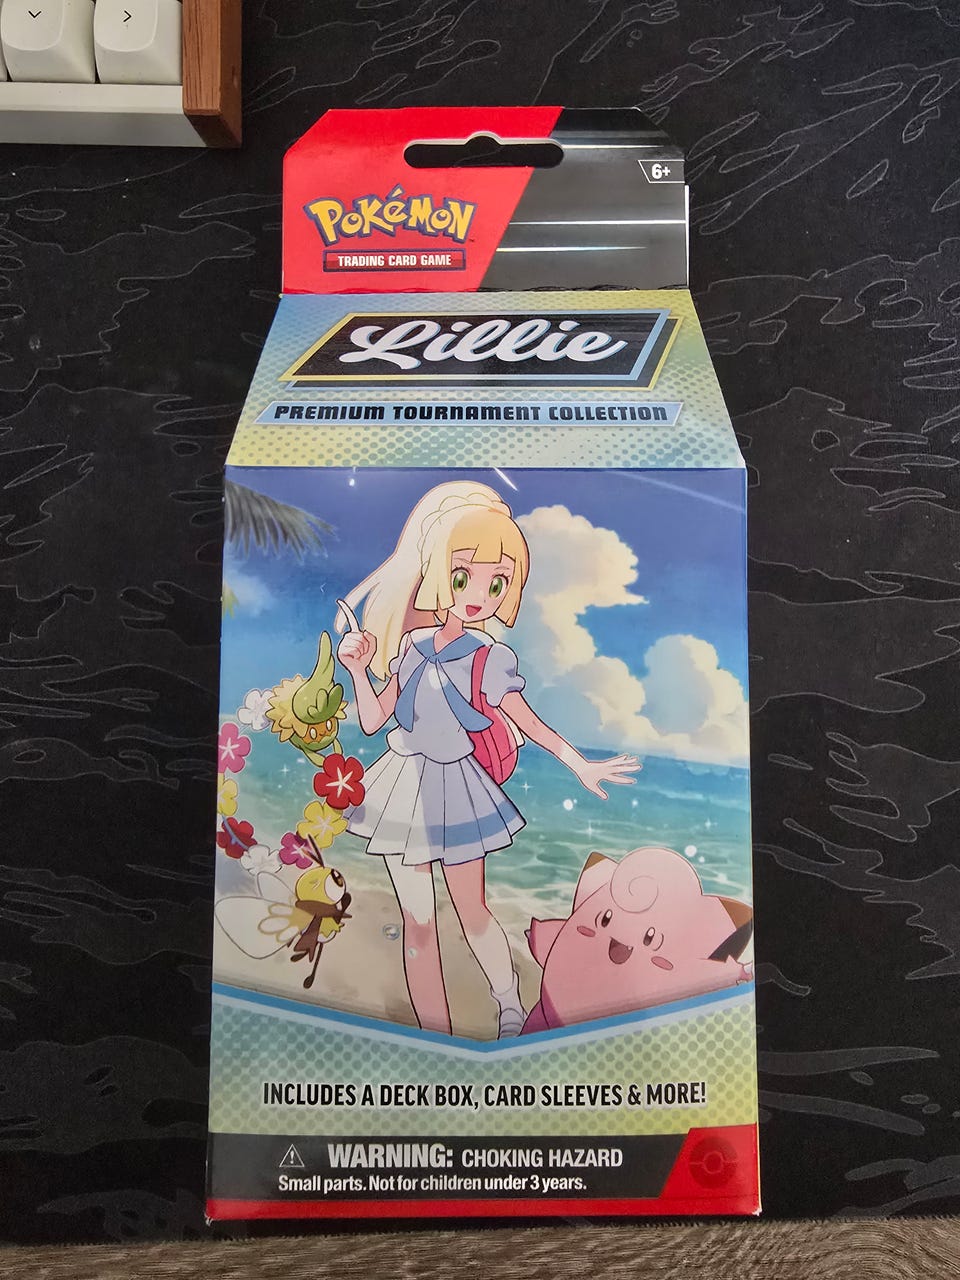 6+
POKéMON
TRADING CARD GAME
Lillie
PREMIUM TOURNAMENT COLLECTION
INCLUDES A DECK BOX, CARD SLEEVES & MORE!
WARNING: CHOKING HAZARD
Small parts. Not for children under 3 years.